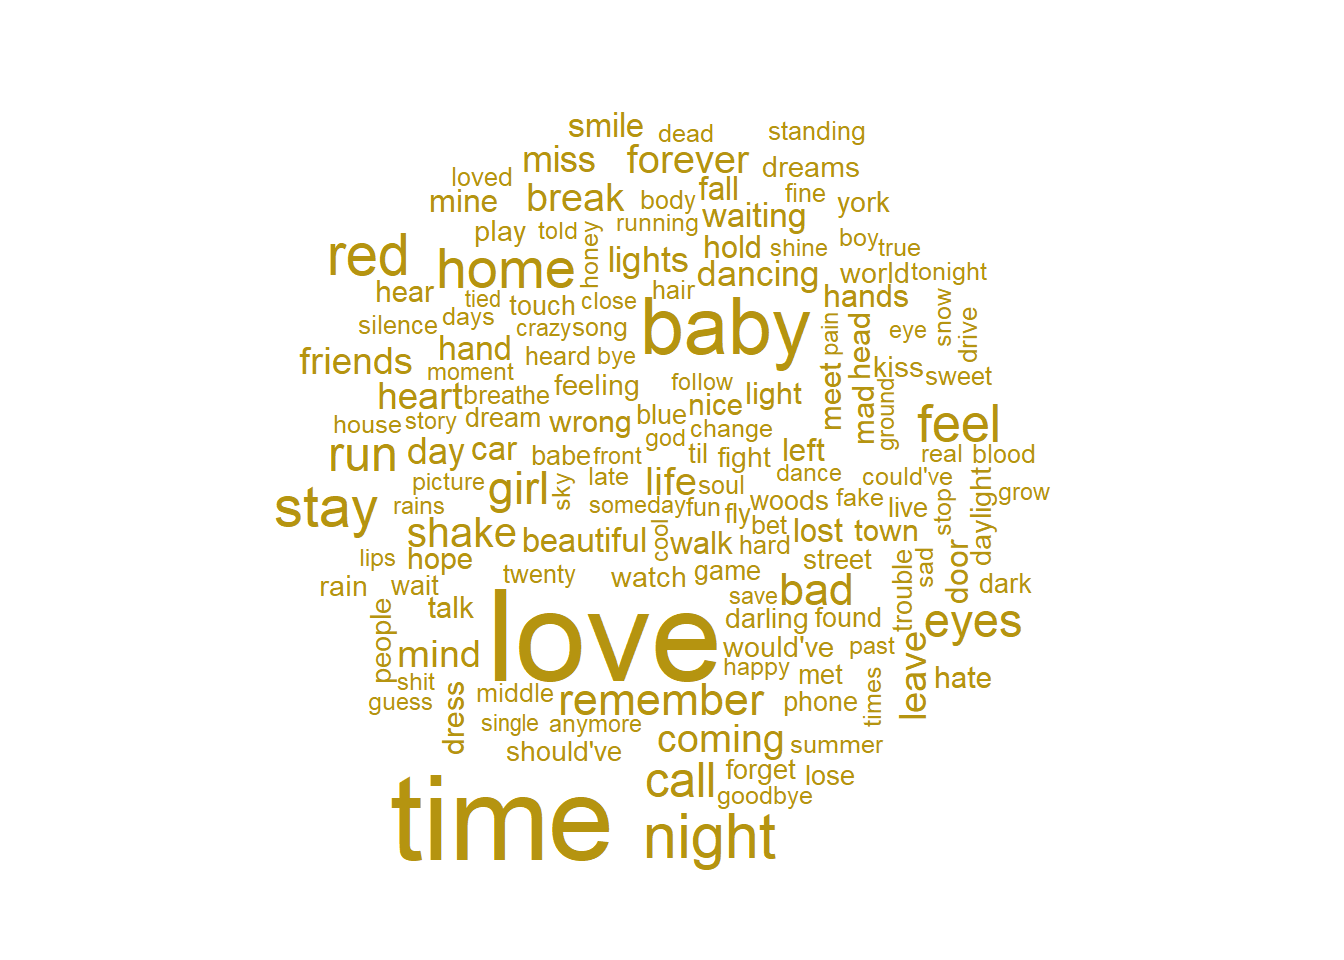 smile
dead
standing
miss
forever
dreams
loved
mine
break
body
fall
fine
york
play
told
honey
running
waiting
red
home
lights
hold
shine
boy
true
dancing
world
tonight
hear
tied
touch
close
hair
hands
silence
days
crazy
song
baby
pain
head
eye
snow
drive
friends
hand
heard
bye
moment
meet
mad
kiss
sweet
heart
breathe
feeling
follow
light
nice
ground
feel
house
story
dream
wrong
blue
god
change
run
day
car
babe
front
til
fight
left
real
blood
picture
girl
sky
late
life
soul
dance
could've
stay
rains
someday
fun
fly
woods
fake
live
stop
daylight
grow
shake
beautiful
cool
walk
bet
hard
lost
town
lips
hope
street
rain
wait
twenty
watch
game
save
bad
trouble
sad
door
dark
people
talk
love
darling
found
eyes
mind
would've
past
shit
happy
met
leave
hate
guess
dress
middle
remember
phone
times
single
anymore
should've
coming
summer
time
call
forget
lose
goodbye
night